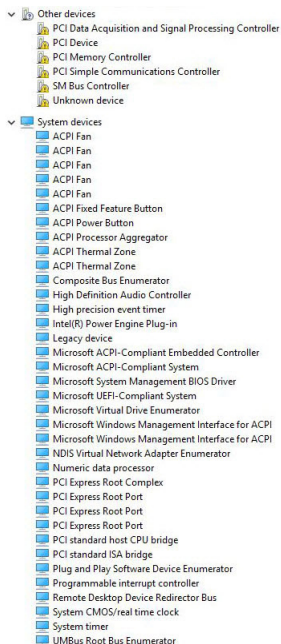 Other devices
PCI Data Acquisition and Signal Processing Controller
PCI Device
PCI Memory Controller
PCI Simple Communications Controller
SM Bus Controller
Unknown device
System devices
ACPI Fan
ACPI Fan
ACPI Fan
ACPI Fan
ACPI Fan
ACPI Fixed Feature Button
ACPI Power Button
ACPI Processor Aggregator
ACPI Thermal Zone
ACPI Thermal Zone
Composite Bus Enumerator
High Definition Audio Controller
High precision event timer
Intel(R) Power Engine Plug-in
Legacy device
Microsoft ACPI-Compliant Embedded Controller
Microsoft ACPI-Compliant System
Microsoft System Management BIOS Driver
Microsoft UEFI-Compliant System
Microsoft Virtual Drive Enumerator
Microsoft Windows Management Interface for ACPI
Microsoft Windows Management Interface for ACPI
NDIS Virtual Network Adapter Enumerator
Numeric data processor
PCI Express Root Complex
PCI Express Root Port
PCI Express Root Port
PCI Express Root Port
PCI standard host CPU bridge
PCI standard ISA bridge
Plug and Play Software Device Enumerator
Programmable interrupt controller
Remote Desktop Device Redirector Bus
System CMOS/real time clock
System timer
UMBus Root Bus Enumerator